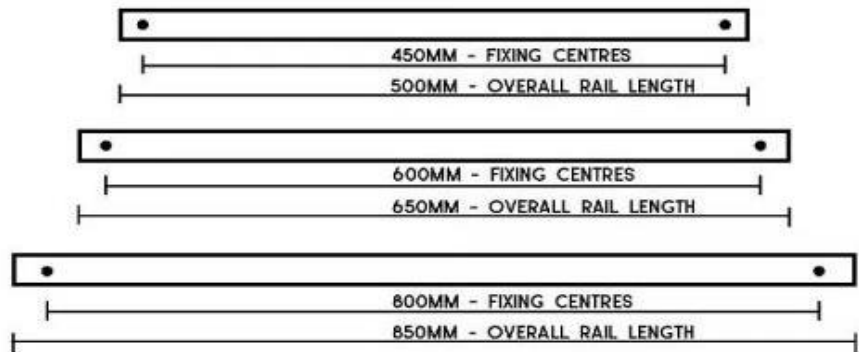 450MM - FIXING CENTRES
500MM - OVERALL RAIL LENGTH
600MM - FIXING CENTRES
650MM - OVERALL RAIL LENGTH
800MM - FIXING CENTRES
850MM - OVERALL RAIL LENGTH